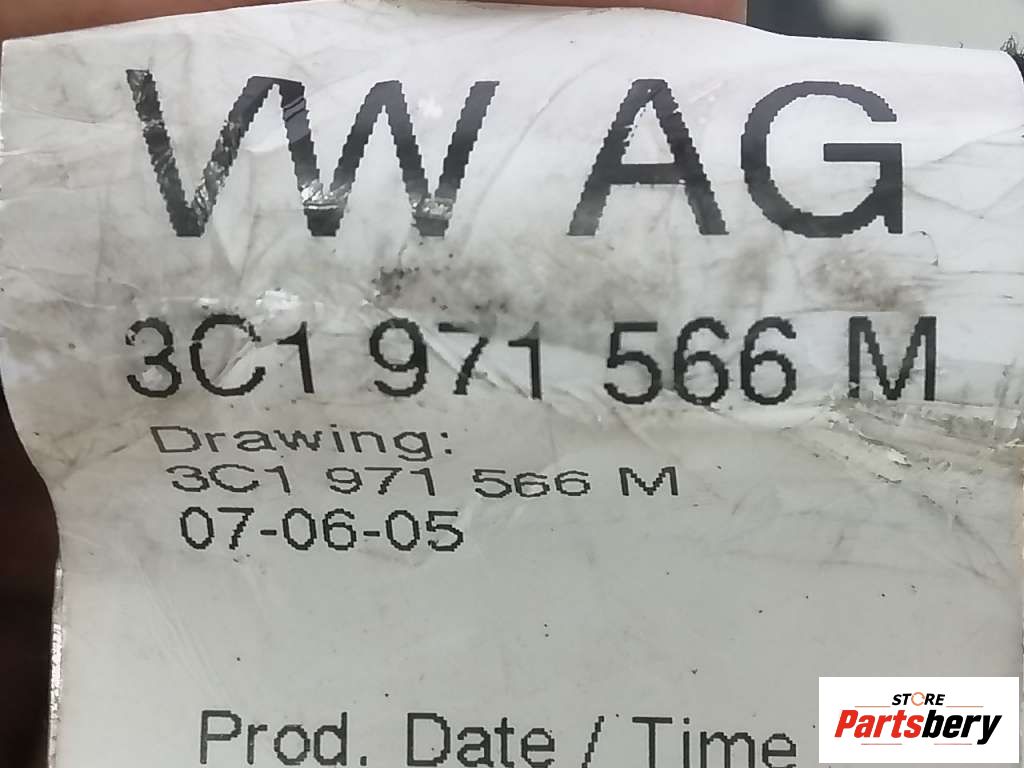 VW AG
3C1 971 566 M
Drawing:
3C1 971 566 M
07-06-05
Prod. Date / Time
STORE
Partsbery